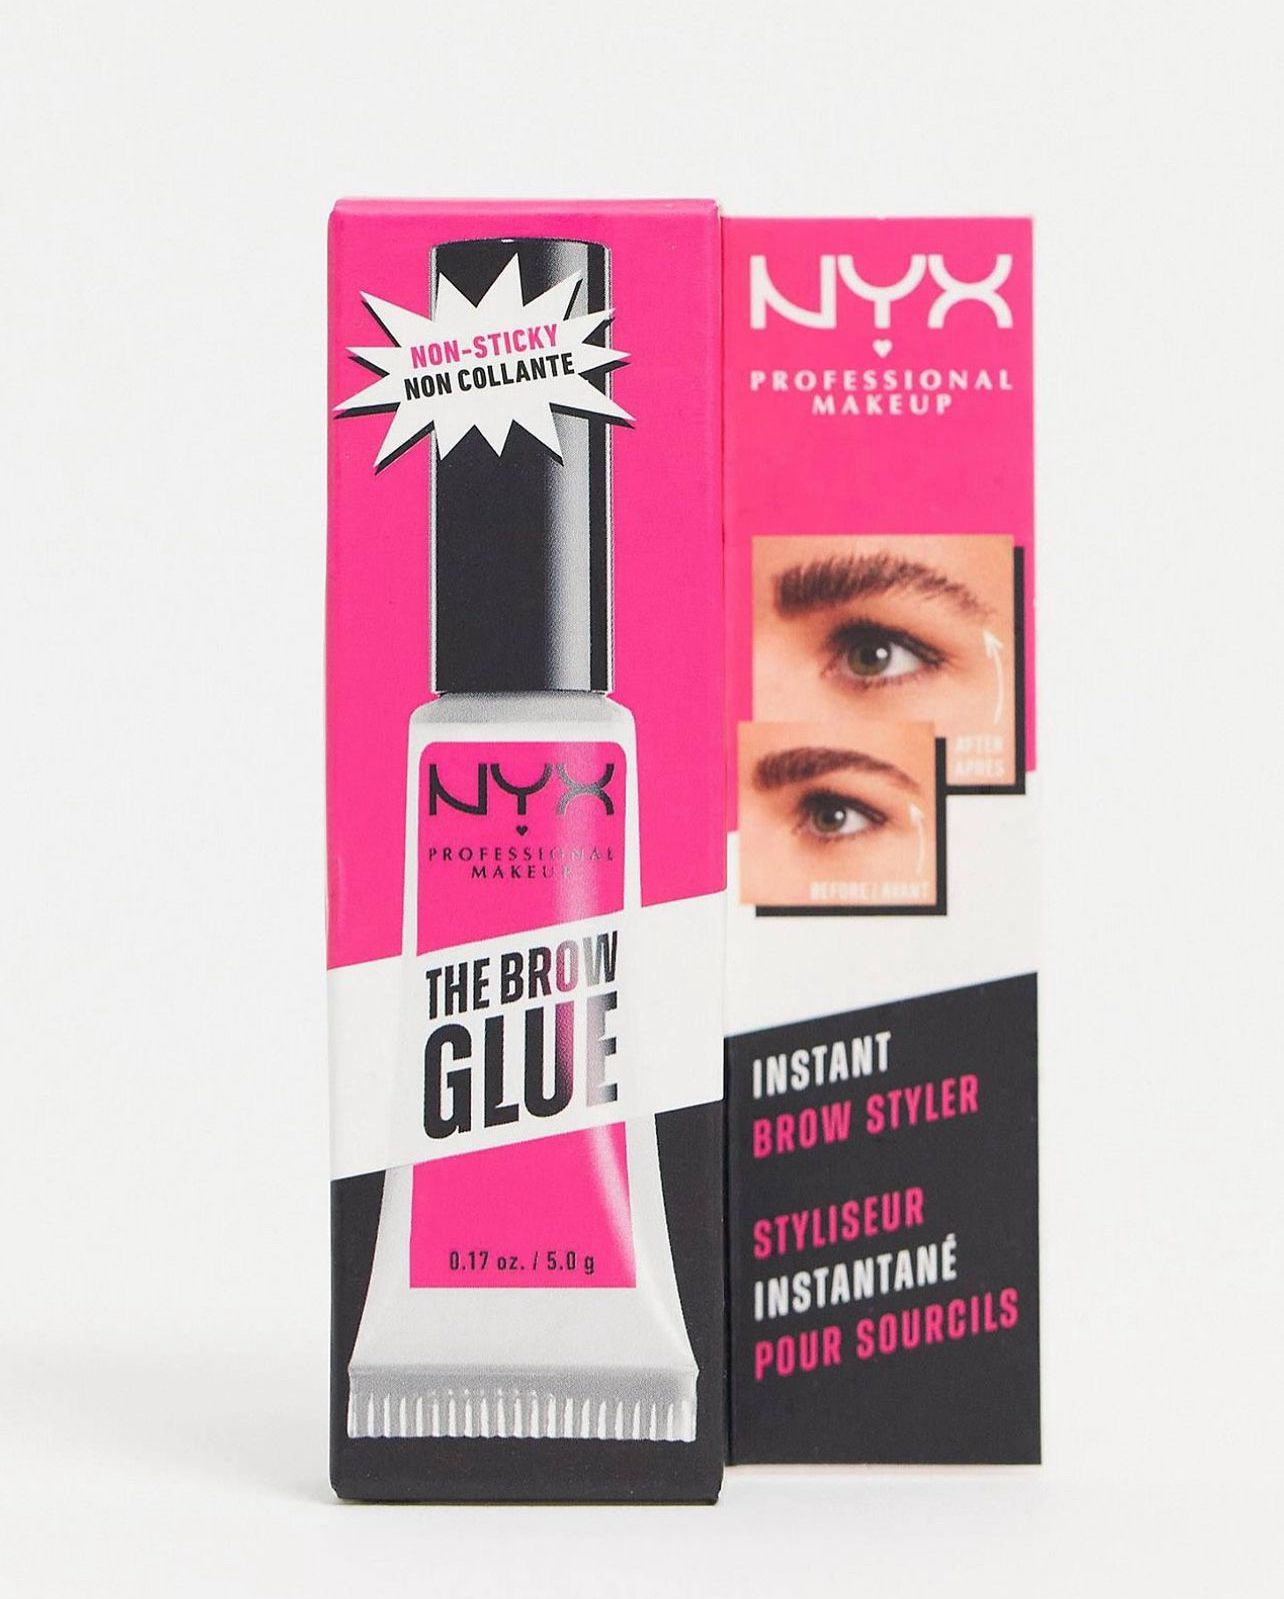 NON-STICKY
NON COLLANTE
NYX
PROFESSIONAL
MAKEUP
THE BROW
GLUE
0.17 oz. / 5.0 g
NYX
PROFESSIONAL
MAKEUP
AFTER
APRÈS
BEFORE / AVANT
INSTANT
BROW STYLER
STYLISEUR
INSTANTANÉ
POUR SOURCILS